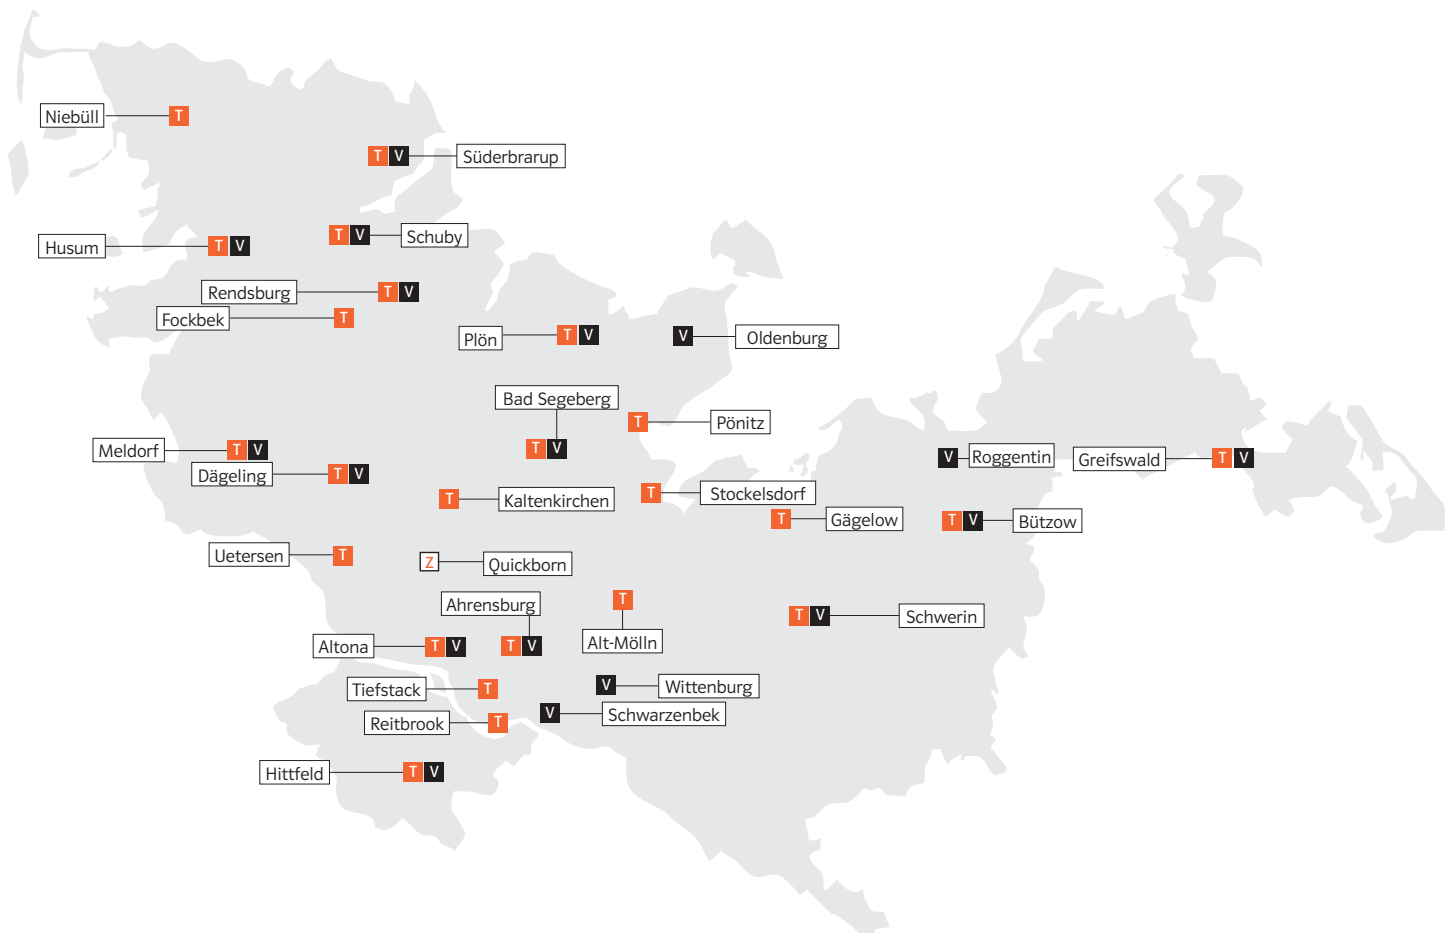 Niebüll T
T V Süderbrarup
Husum T V
T V Schuby
Rendsburg T V
Fockbek T
Plön T V
V Oldenburg
Bad Segeberg
T V
T Pönitz
Meldorf T V
Dägeling T V
V Roggentin
Greifswald T V
T Kaltenkirchen
T Stockelsdorf
T Gägelow
T V Bützow
Uetersen T
Z Quickborn
Ahrensburg
T V
T
Alt-Mölln
T V Schwerin
Altona T V
Tiefstack T
V Wittenburg
Reitbrook T
V Schwarzenbek
Hittfeld T V